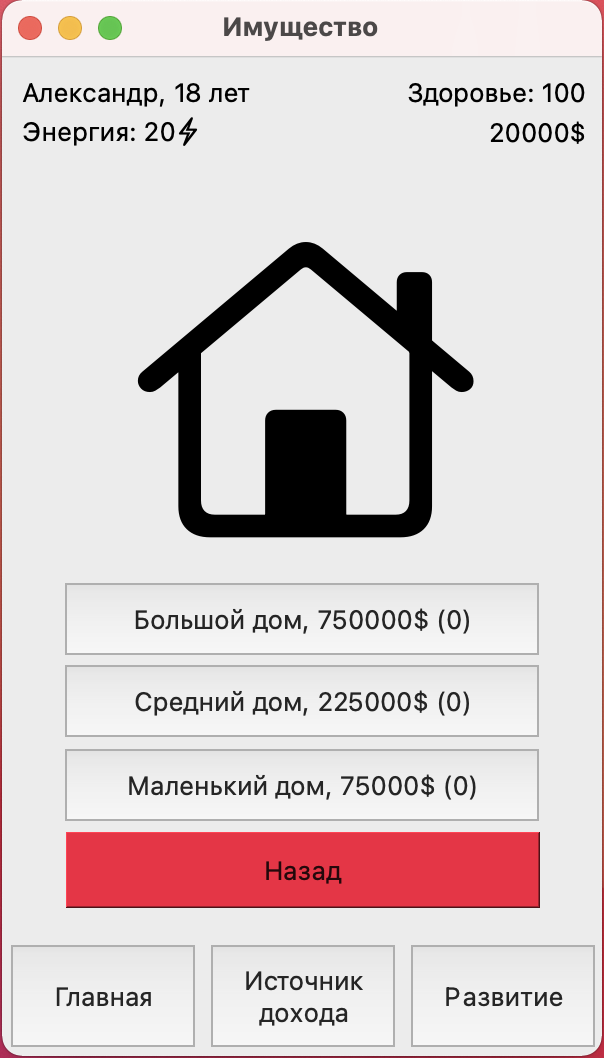 Имущество
Александр, 18 лет
Здоровье: 100
Энергия: 20⚡
20000$
Большой дом, 750000$ (0)
Средний дом, 225000$ (0)
Маленький дом, 75000$ (0)
Назад
Главная
Источник
дохода
Развитие